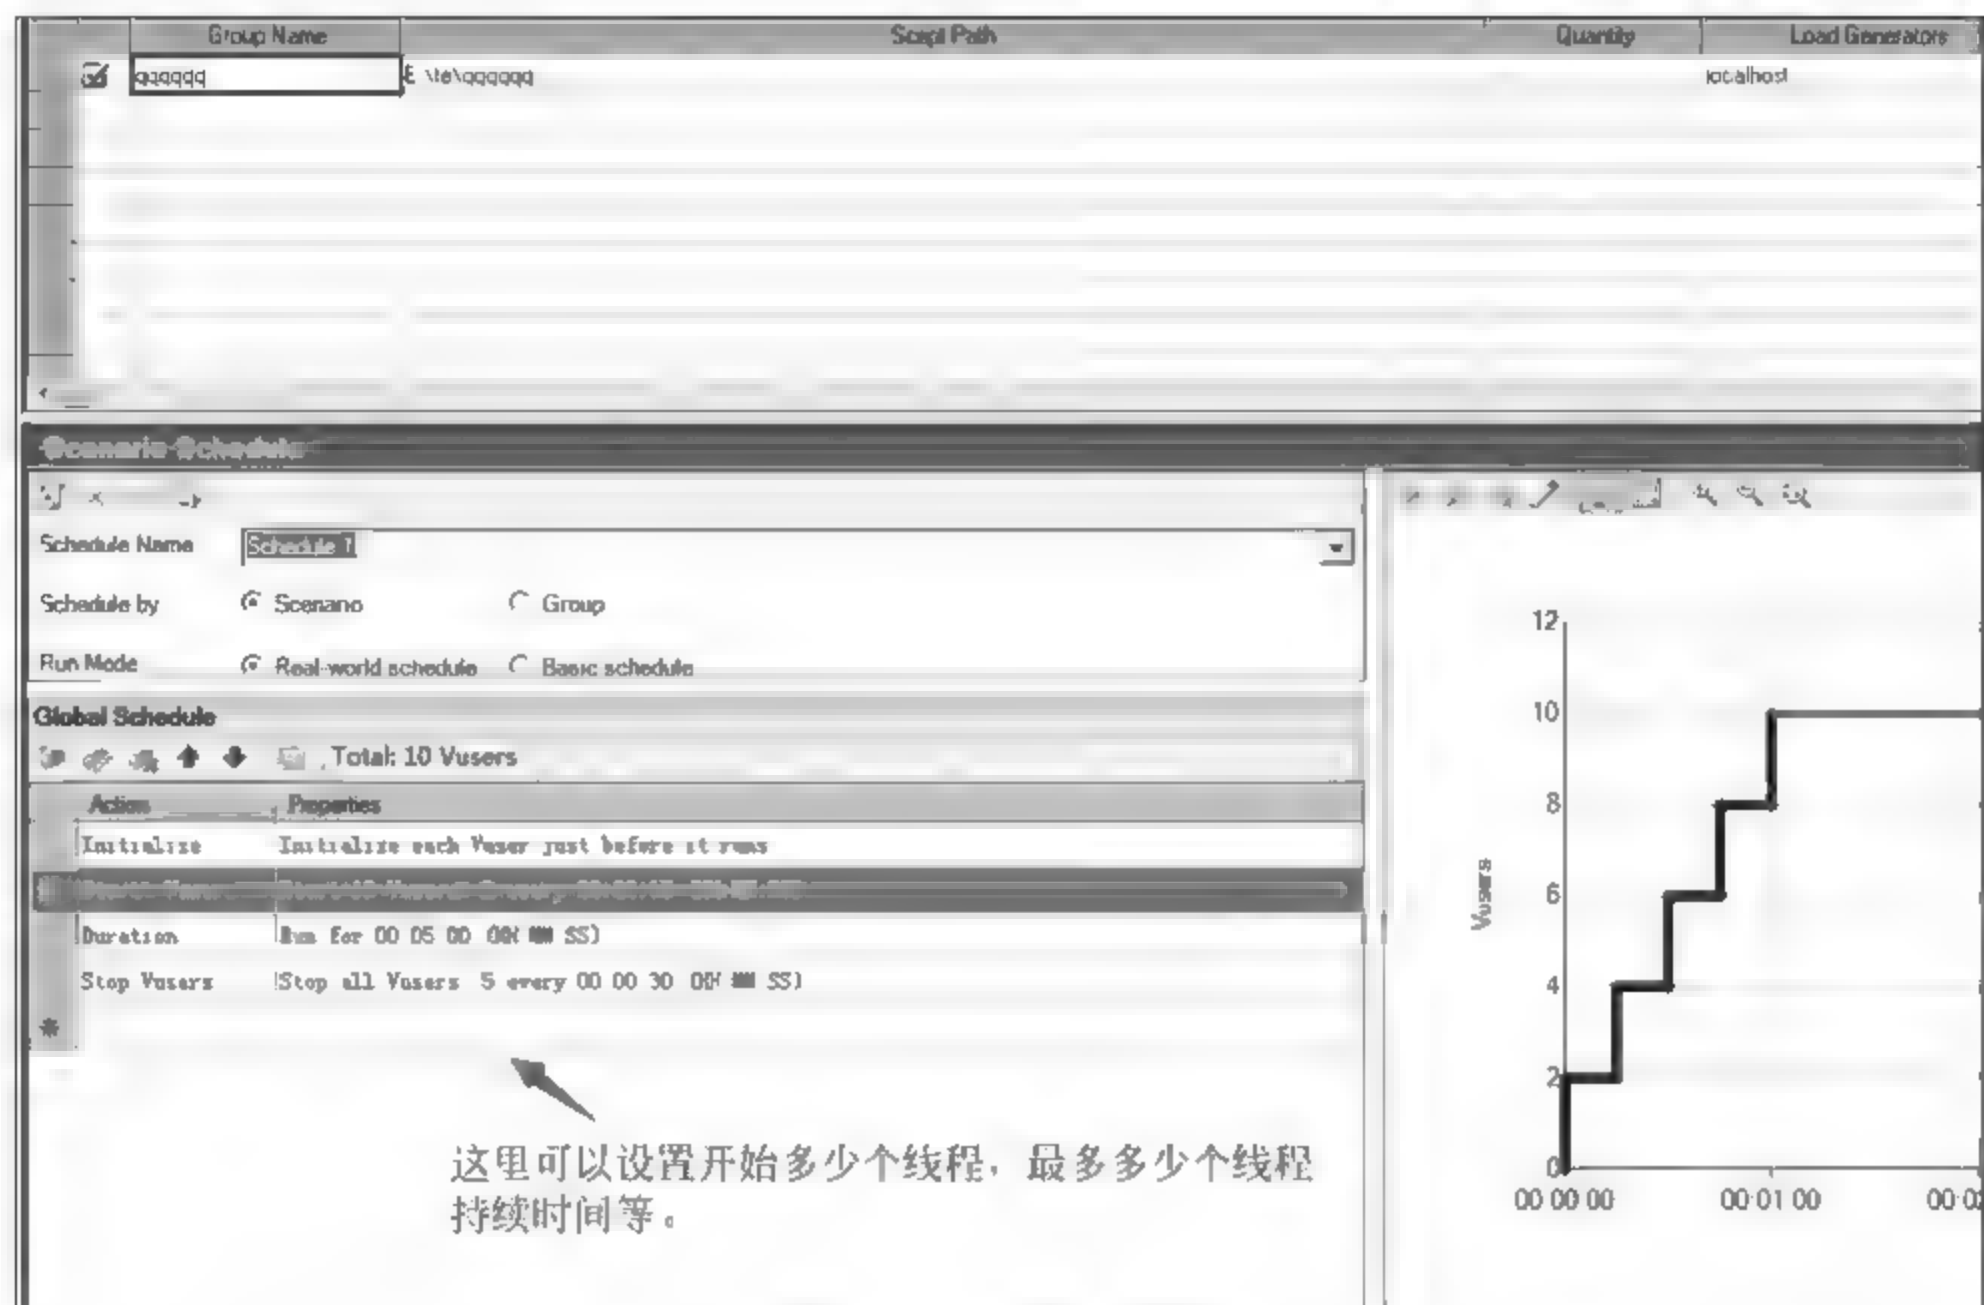 Group Name Script Path Quantity Load Generators
qqqqqq E \te\qqqqqq localhost
Scenario Schedule
Schedule Name Schedule 1
Schedule by Scenario Group
Run Mode Real-world schedule Basic schedule
Global Schedule
Total: 10 Vusers
Action Properties
Initialize Initialize each Vuser just before it runs
Duration Run for 00 05 00 SS)
Stop Vusers Stop all Vusers 5 every 00 00 30 SS)
这里可以设置开始多少个线程，最多多少个线程
持续时间等。
12
10
8
6
4
2
0
Vusers
00 00 00 00 01 00